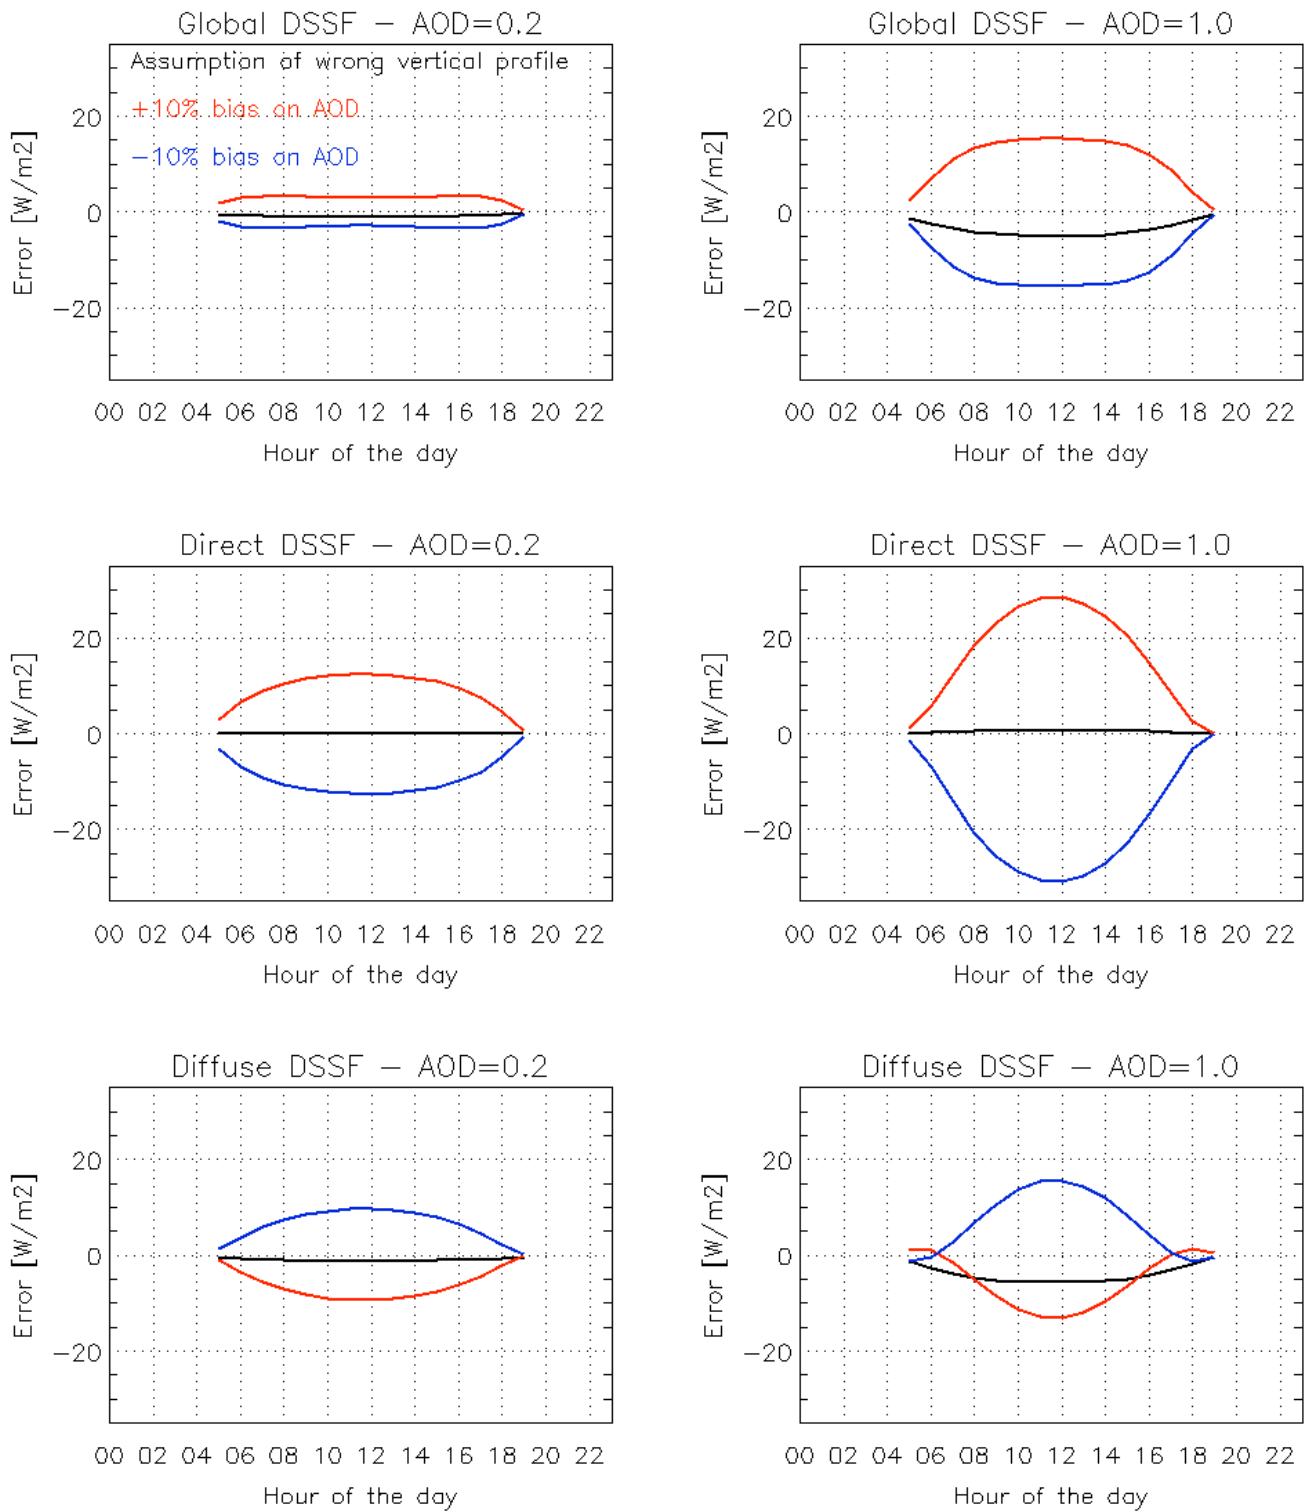 Global DSSF – AOD=0.2
Assumption of wrong vertical profile
+10% bias on AOD
−10% bias on AOD
20
0
−20
Error [W/m2]
00 02 04 06 08 10 12 14 16 18 20 22
Hour of the day
Global DSSF – AOD=1.0
20
0
−20
Error [W/m2]
00 02 04 06 08 10 12 14 16 18 20 22
Hour of the day
Direct DSSF – AOD=0.2
20
0
−20
Error [W/m2]
00 02 04 06 08 10 12 14 16 18 20 22
Hour of the day
Direct DSSF – AOD=1.0
20
0
−20
Error [W/m2]
00 02 04 06 08 10 12 14 16 18 20 22
Hour of the day
Diffuse DSSF – AOD=0.2
20
0
−20
Error [W/m2]
00 02 04 06 08 10 12 14 16 18 20 22
Hour of the day
Diffuse DSSF – AOD=1.0
20
0
−20
Error [W/m2]
00 02 04 06 08 10 12 14 16 18 20 22
Hour of the day